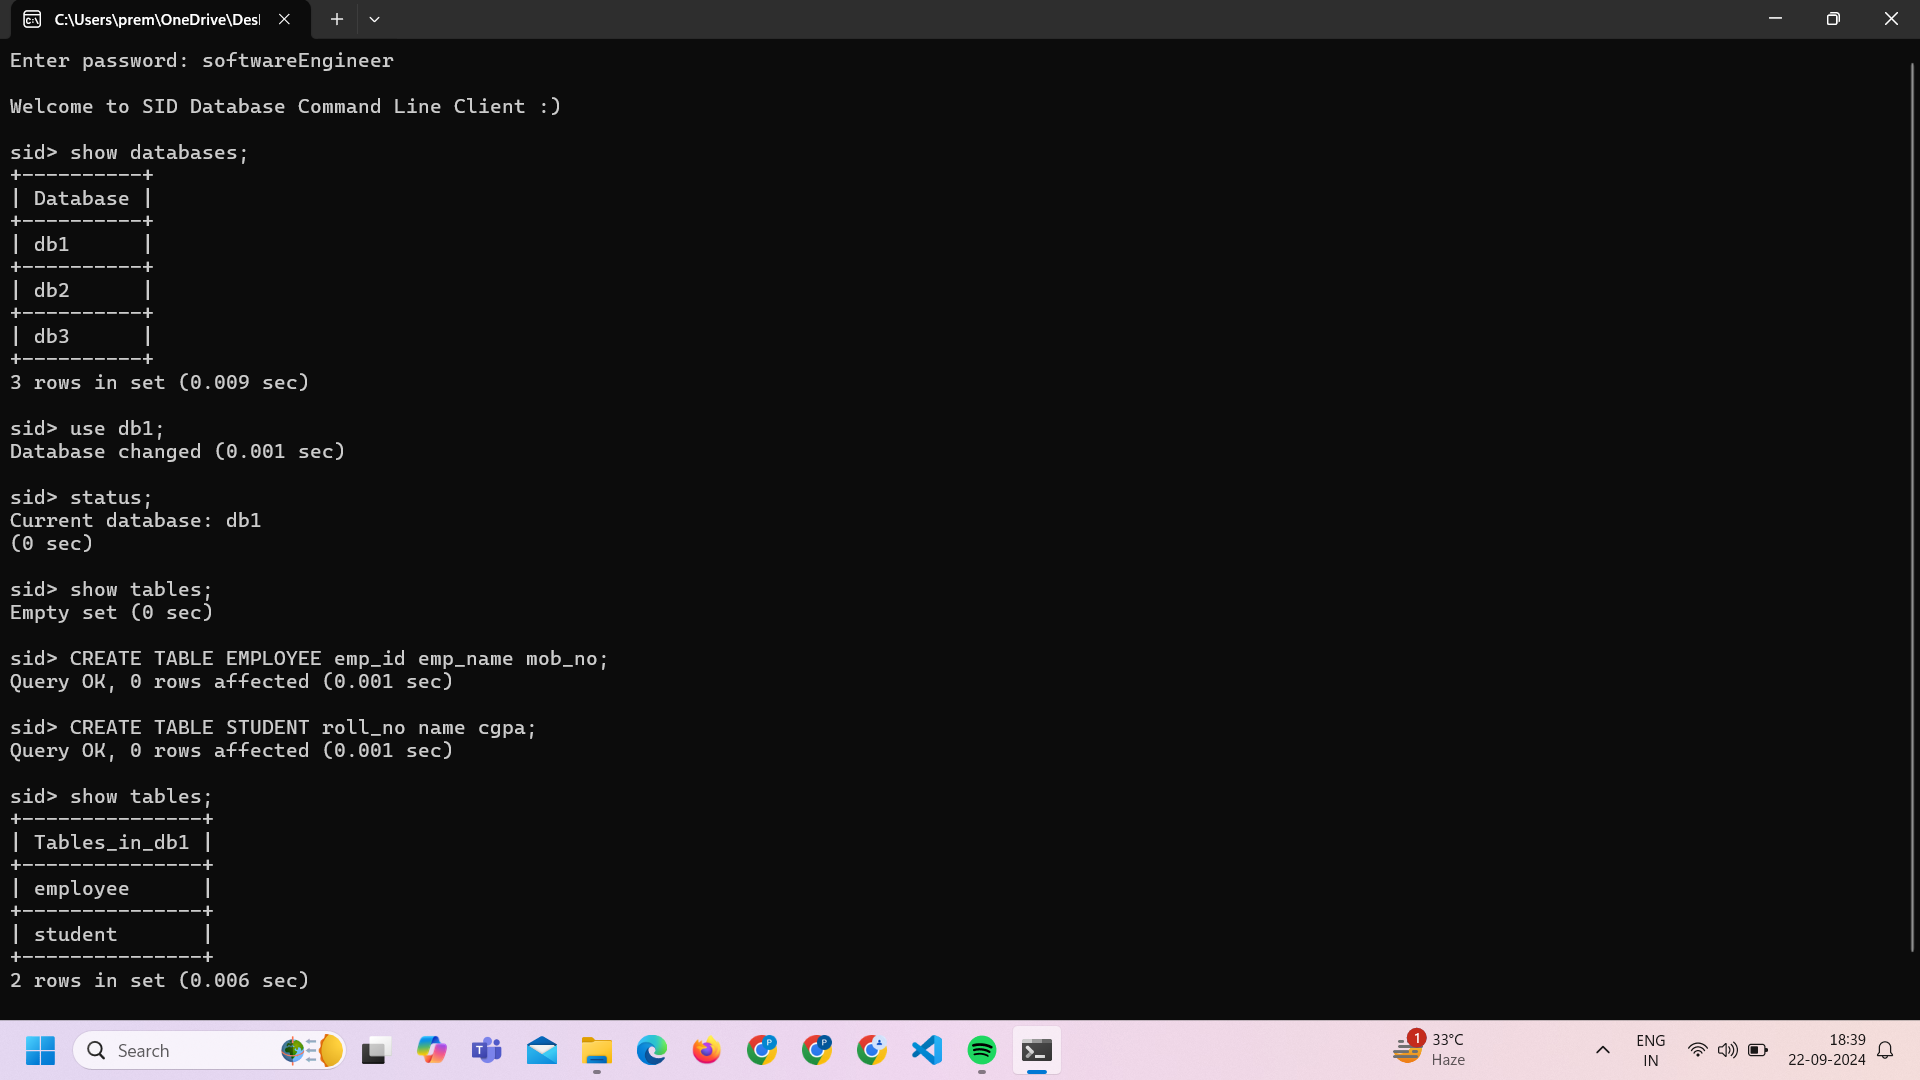 C:\Users\prem\OneDrive\Des
Enter password: softwareEngineer
Welcome to SID Database Command Line Client :)
sid> show databases;
+----------+
| Database |
+----------+
| db1      |
+----------+
| db2      |
+----------+
| db3      |
+----------+
3 rows in set (0.009 sec)
sid> use db1;
Database changed (0.001 sec)
sid> status;
Current database: db1
(0 sec)
sid> show tables;
Empty set (0 sec)
sid> CREATE TABLE EMPLOYEE emp_id emp_name mob_no;
Query OK, 0 rows affected (0.001 sec)
sid> CREATE TABLE STUDENT roll_no name cgpa;
Query OK, 0 rows affected (0.001 sec)
sid> show tables;
+---------------+
| Tables_in_db1 |
+---------------+
| employee      |
+---------------+
| student       |
+---------------+
2 rows in set (0.006 sec)
Search
1
33°C
Haze
ENG
IN
18:39
22-09-2024